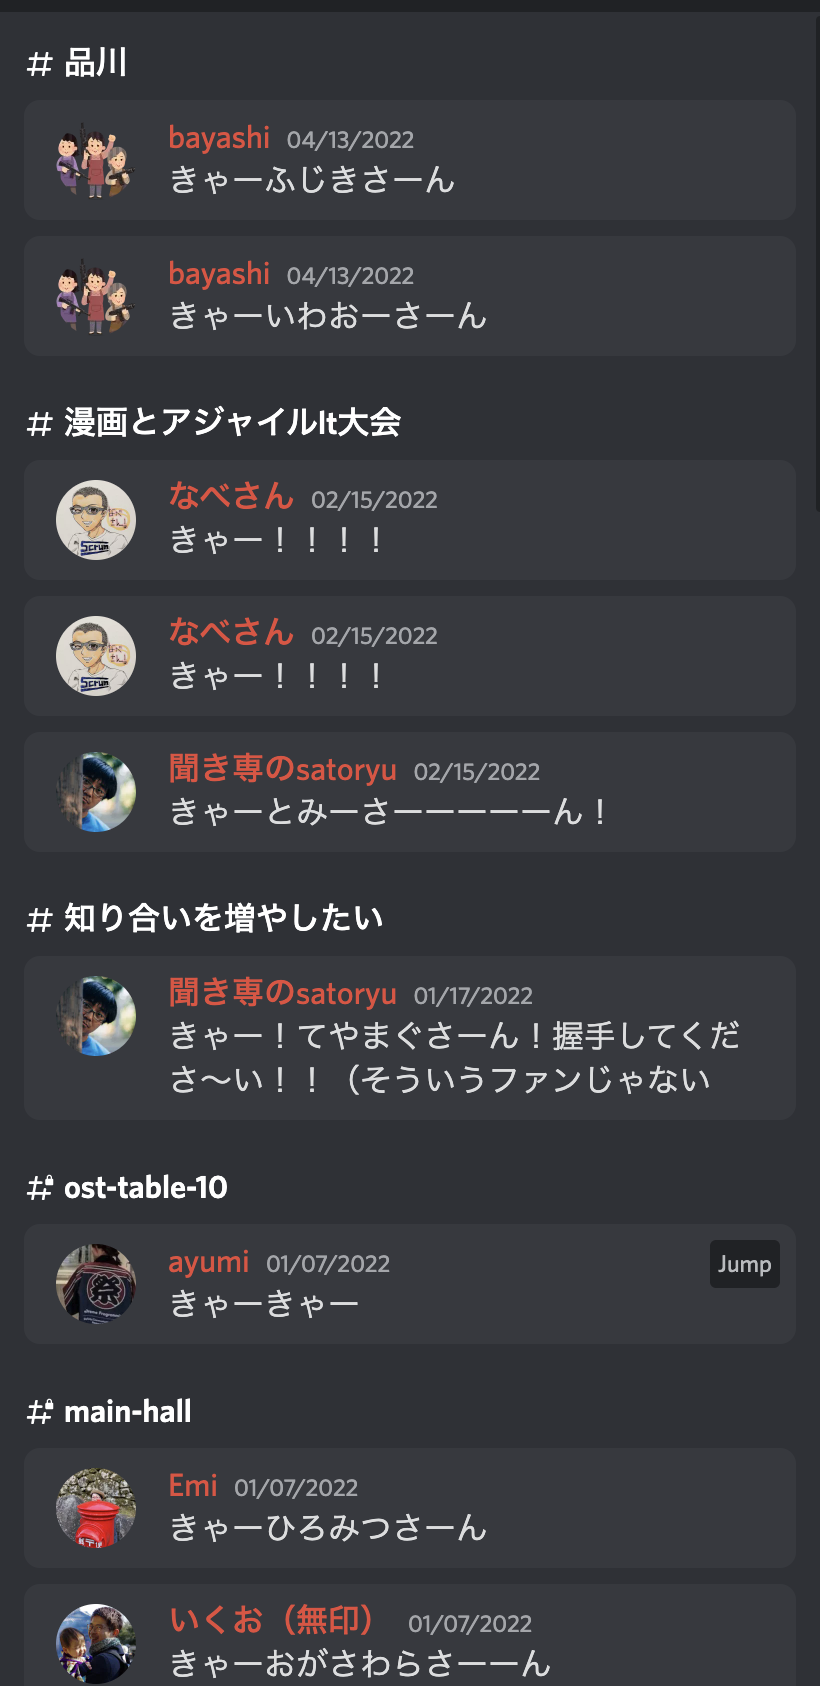 # 品川
bayashi 04/13/2022
きゃーふじきさーん
bayashi 04/13/2022
きゃーいわおーさーん
# 漫画とアジャイルlt大会
なべさん 02/15/2022
きゃー！！！！
なべさん 02/15/2022
きゃー！！！！
聞き専のsatoryu 02/15/2022
きゃーとみーさーーーーーん！
# 知り合いを増やしたい
聞き専のsatoryu 01/17/2022
きゃー！てやまぐさーん！握手してくだ
さ〜い！！（そういうファンじゃない
# ost-table-10
ayumi 01/07/2022
Jump
きゃーきゃー
# main-hall
Emi 01/07/2022
きゃーひろみつさーん
いくお（無印） 01/07/2022
きゃーおがさわらさーーん